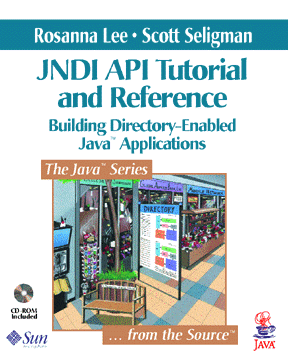 Rosanna Lee • Scott Seligman
JNDI API Tutorial
and Reference
Building Directory-Enabled
Java™ Applications
The Java™ Series
DIRECTORY
CD-ROM
Included
Sun
... from the Source™
JAVA